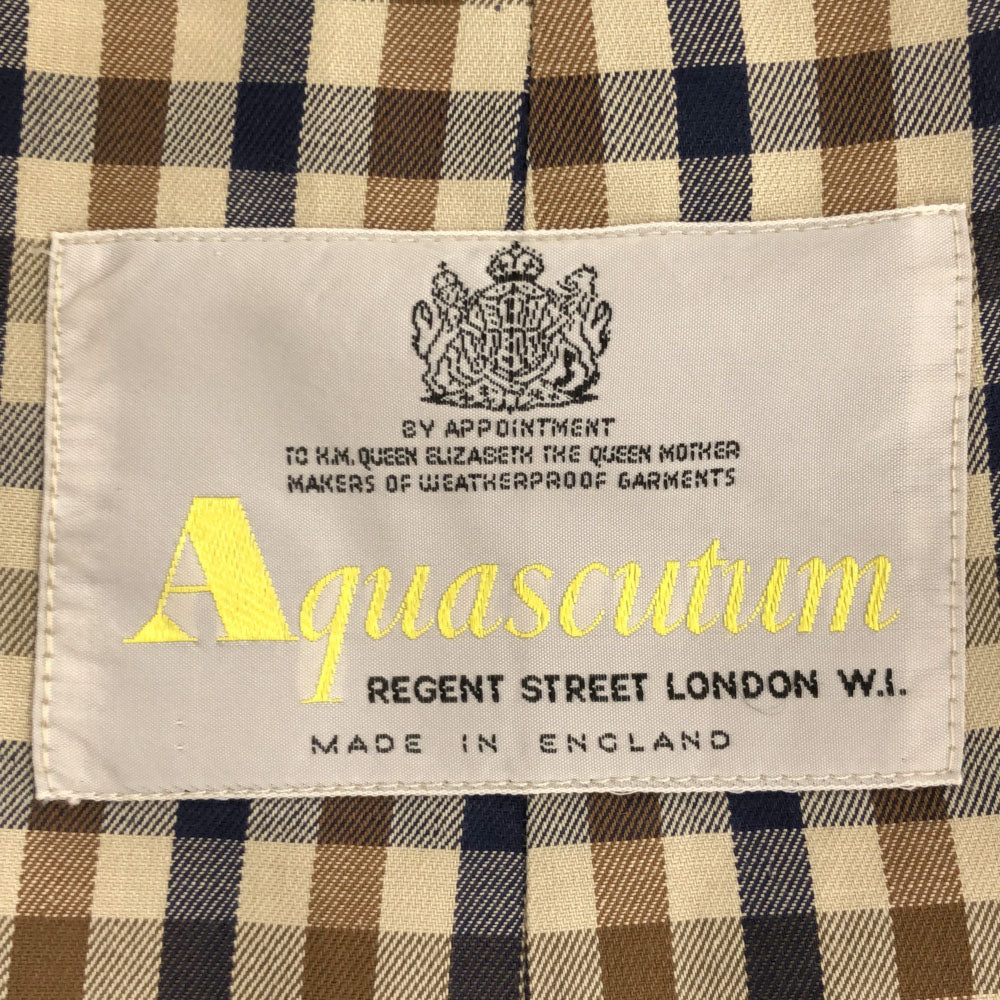 BY APPOINTMENT
TO H.M. QUEEN ELIZABETH THE QUEEN MOTHER
MAKERS OF WEATHERPROOF GARMENTS
Aquascutum
REGENT STREET LONDON W.I.
MADE IN ENGLAND